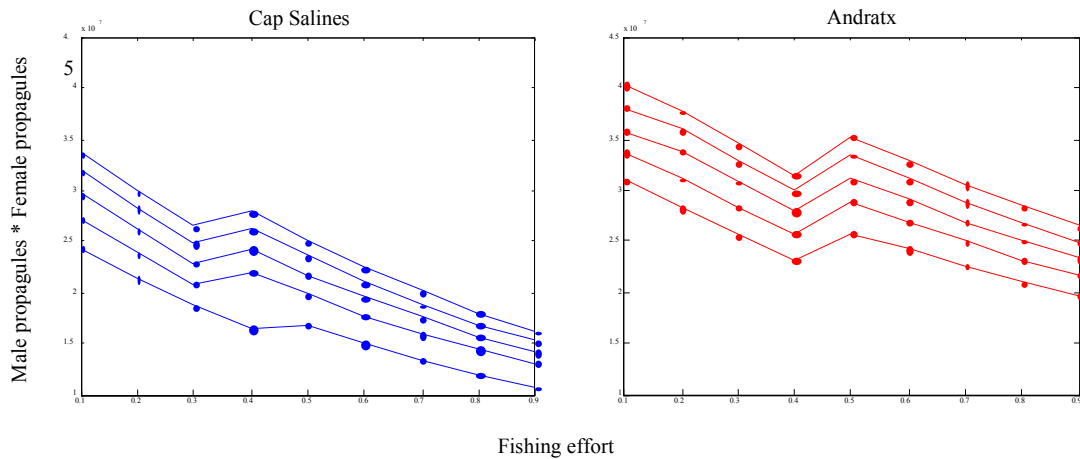 Cap Salines
Andratx
Male propagules * Female propagules
4.
5
x 10 7
4
3
2.5
2
1.5
1
0.1 0.2 0.3 0.4 0.5 0.6 0.7 0.8 0.9
4.5
x 10 7
4
3.5
3
2.5
2
1.5
1
0.1 0.2 0.3 0.4 0.5 0.6 0.7 0.8 0.9
Fishing effort